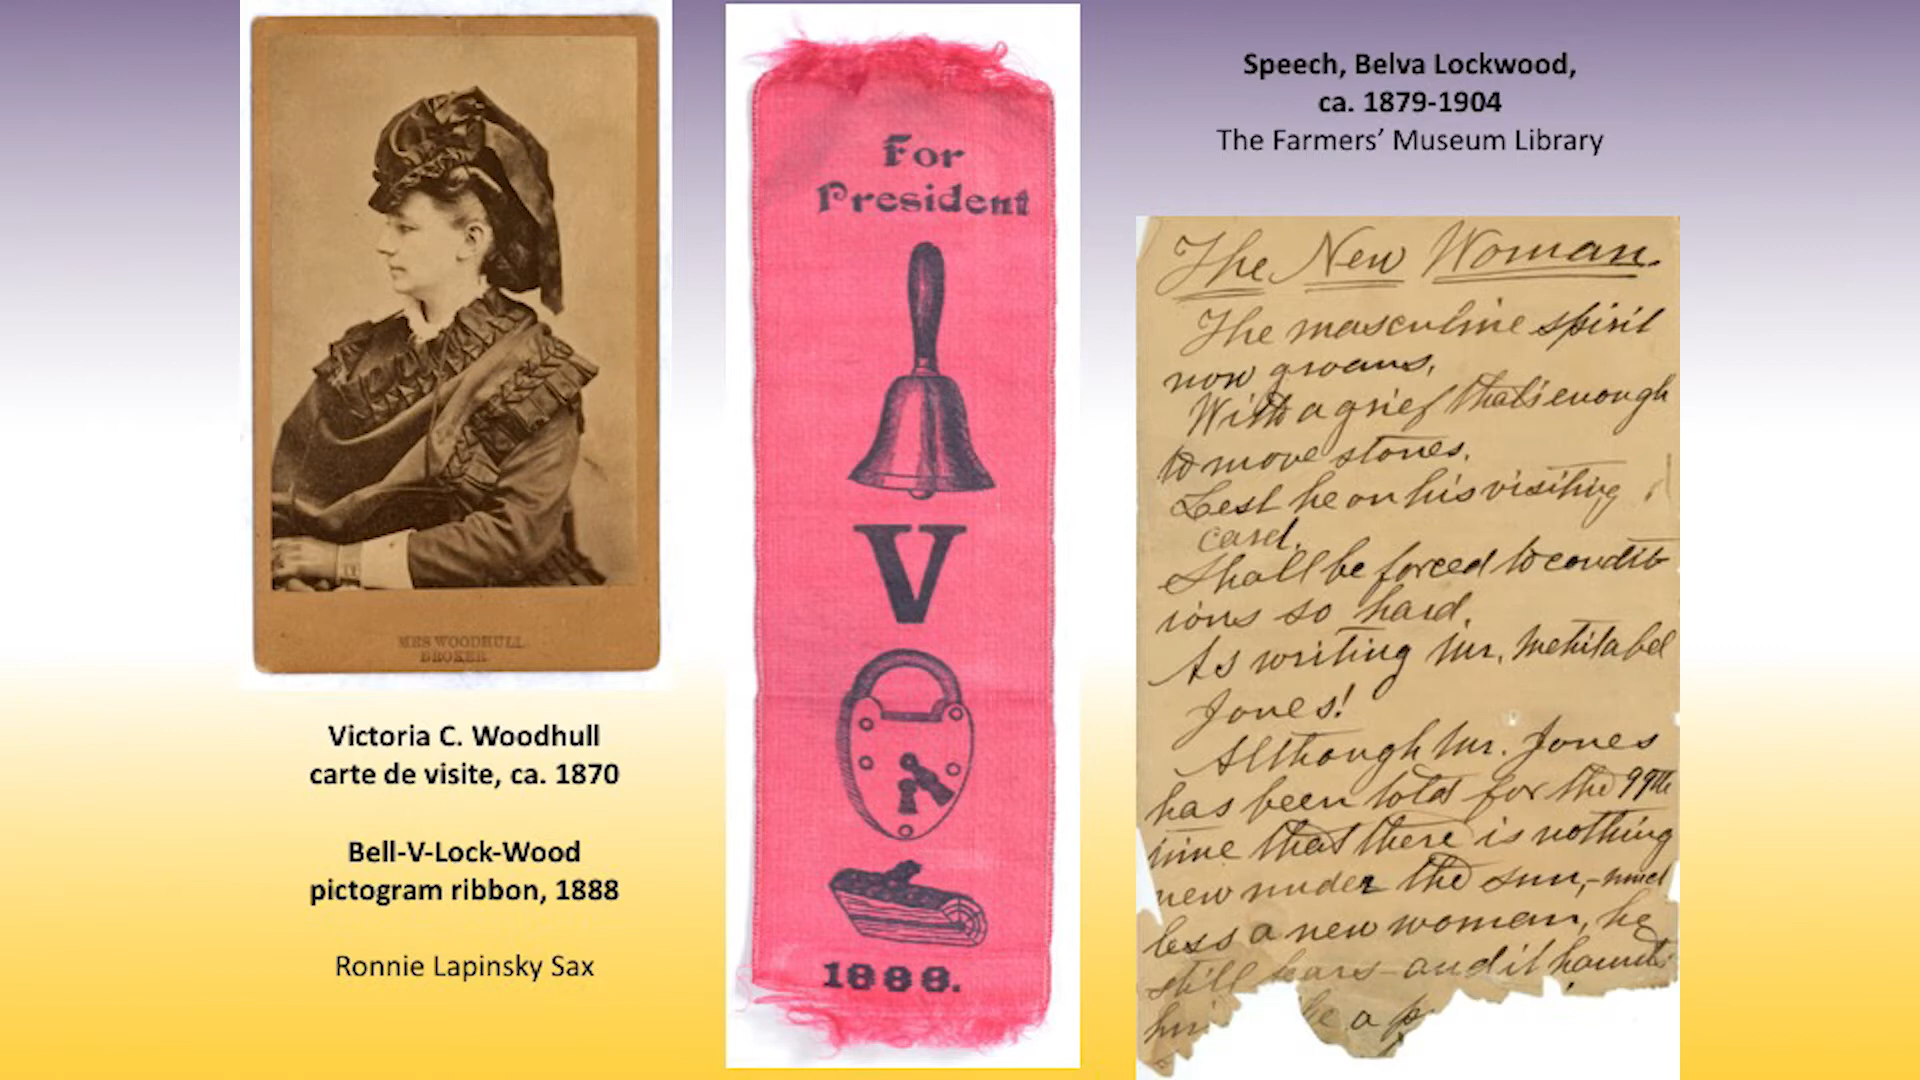 MRS WOODHULL
BROKER
Victoria C. Woodhull
carte de visite, ca. 1870
Bell-V-Lock-Wood
pictogram ribbon, 1888
Ronnie Lapinsky Sax
For
President
V
1888.
Speech, Belva Lockwood,
ca. 1879-1904
The Farmers’ Museum Library
The New Woman.
The masculine spirit
now groans,
With a grief that's enough
to move stones,
Lest he on his visiting
card,
Shall be forced to condit
ions so hard,
As writing Mr. Mehitabel
Jones!
Although Mr. Jones
has been told for the 99th
time that there is nothing
new under the sun, - much
less a new woman, he
still fears - and it haunts
be a